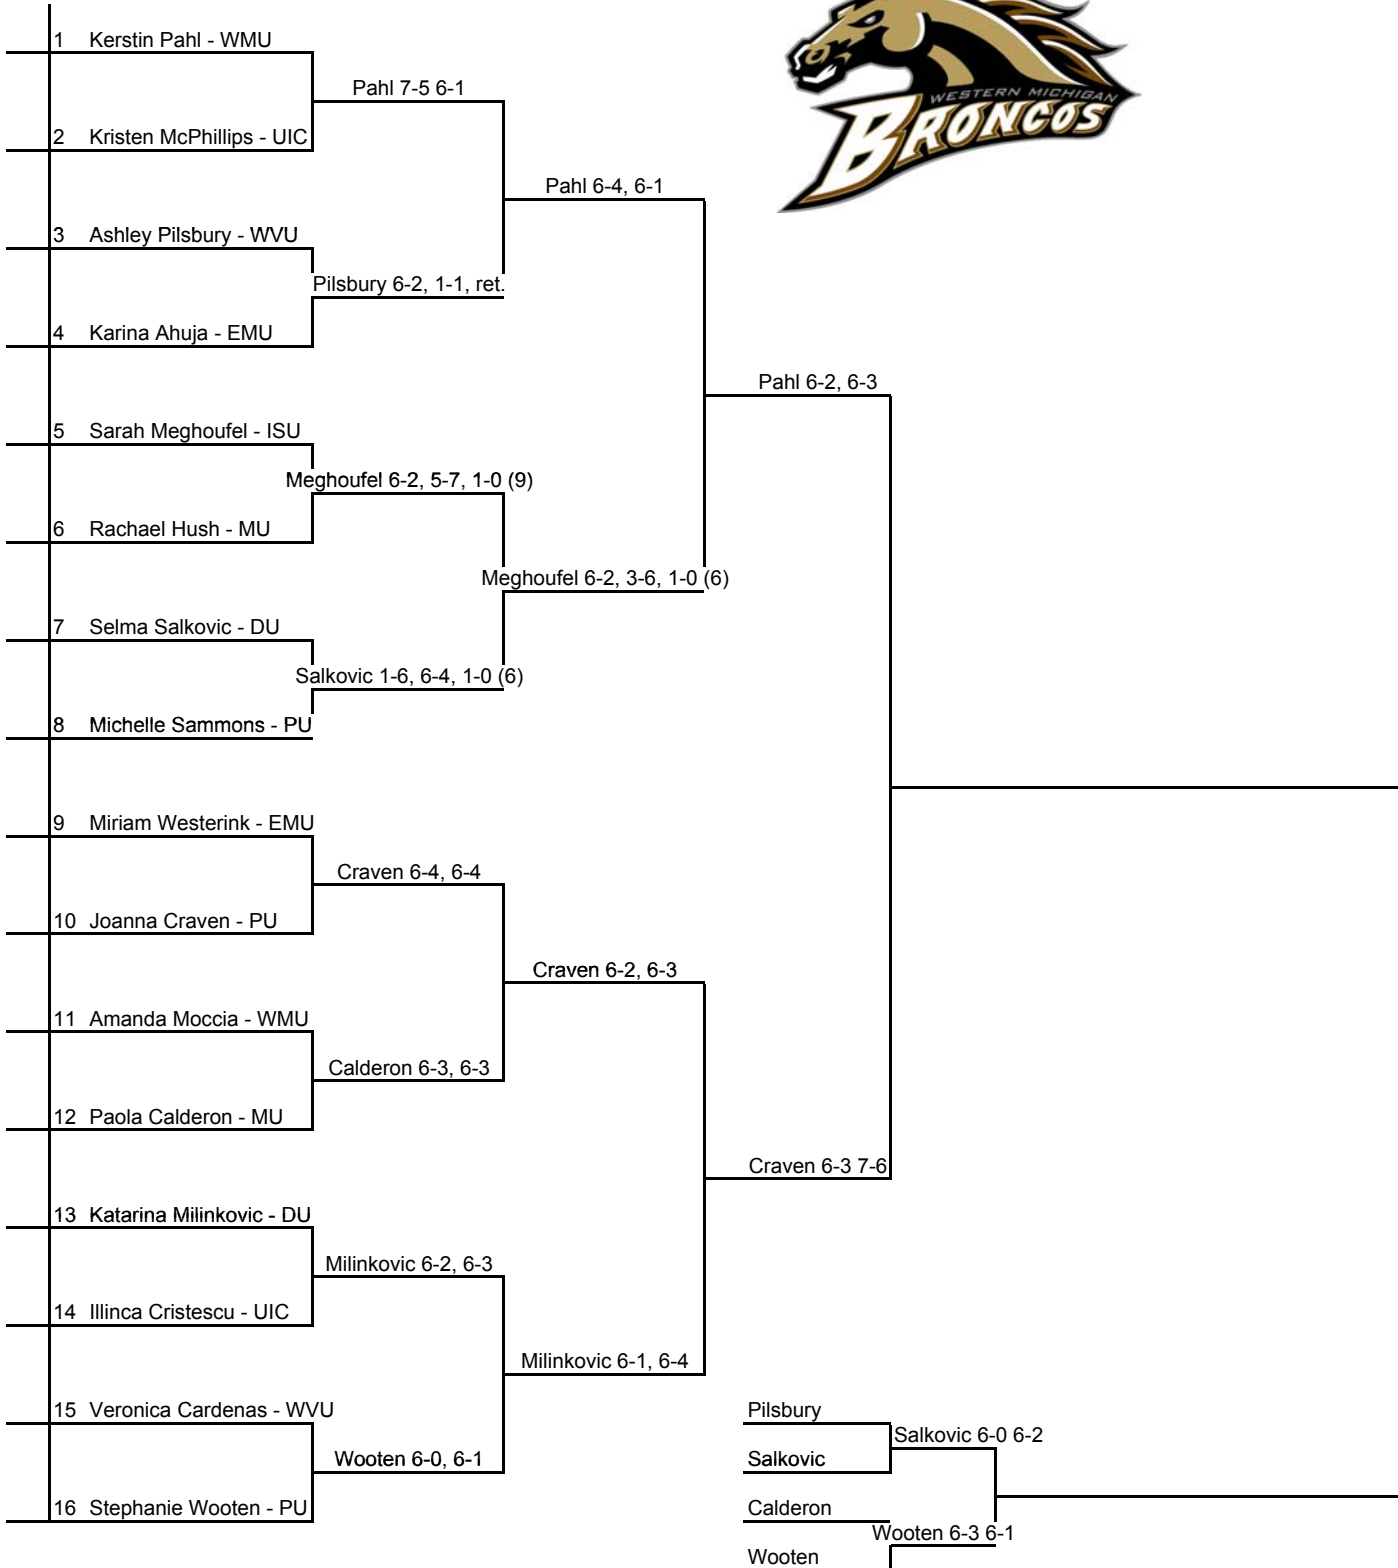 WESTERN MICHIGAN
BRONCOS
1 Kerstin Pahl - WMU
Pahl 7-5 6-1
2 Kristen McPhillips - UIC
Pahl 6-4, 6-1
3 Ashley Pilsbury - WVU
Pilsbury 6-2, 1-1, ret.
4 Karina Ahuja - EMU
Pahl 6-2, 6-3
5 Sarah Meghoufel - ISU
Meghoufel 6-2, 5-7, 1-0 (9)
6 Rachael Hush - MU
Meghoufel 6-2, 3-6, 1-0 (6)
7 Selma Salkovic - DU
Salkovic 1-6, 6-4, 1-0 (6)
8 Michelle Sammons - PU
9 Miriam Westerink - EMU
Craven 6-4, 6-4
10 Joanna Craven - PU
Craven 6-2, 6-3
11 Amanda Moccia - WMU
Calderon 6-3, 6-3
12 Paola Calderon - MU
Craven 6-3 7-6
13 Katarina Milinkovic - DU
Milinkovic 6-2, 6-3
14 Illinca Cristescu - UIC
Milinkovic 6-1, 6-4
15 Veronica Cardenas - WVU
Wooten 6-0, 6-1
16 Stephanie Wooten - PU
Pilsbury
Salkovic 6-0 6-2
Salkovic
Calderon
Wooten 6-3 6-1
Wooten